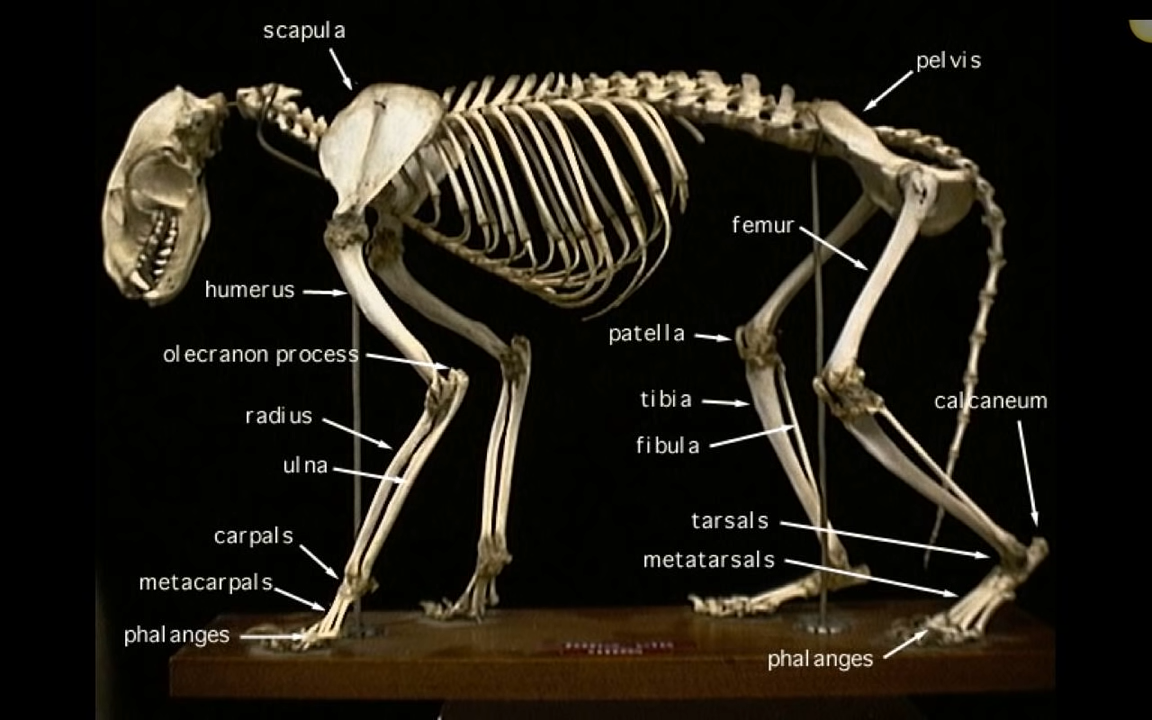 scapula
pelvis
femur
humerus
patella
olecranon process
tibia
calcaneum
radius
fibula
ulna
tarsals
carpals
metatarsals
metacarpals
phalanges
phalanges